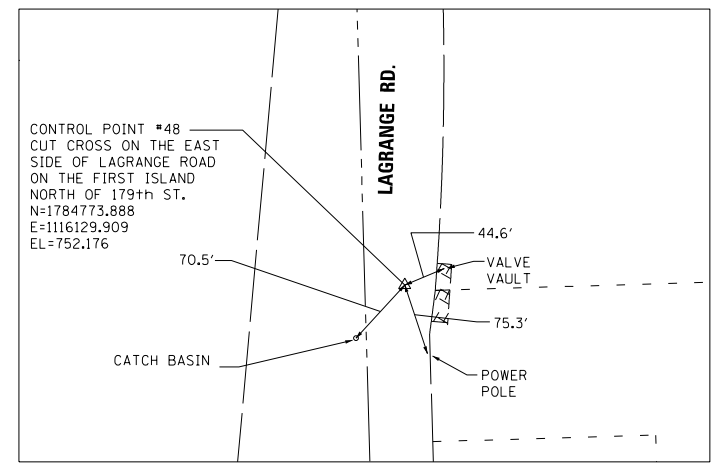 LAGRANGE RD.
CONTROL POINT #48
CUT CROSS ON THE EAST
SIDE OF LAGRANGE ROAD
ON THE FIRST ISLAND
NORTH OF 179th ST.
N=1784773.888
E=1116129.909
EL=752.176
44.6'
70.5'
VALVE
VAULT
75.3'
CATCH BASIN
POWER
POLE